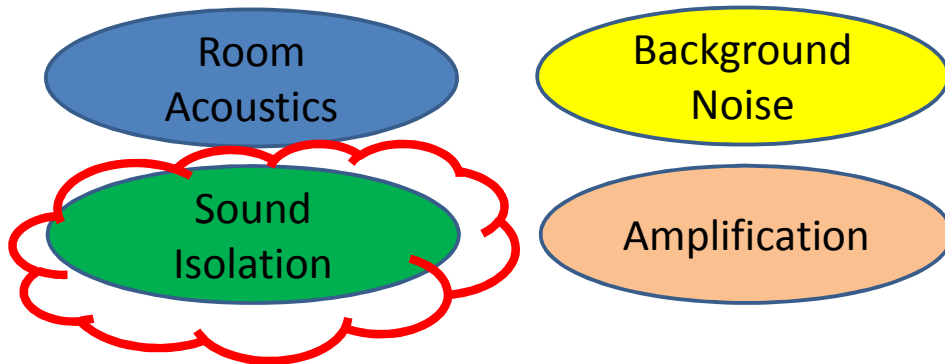 Room
Acoustics
Background
Noise
Sound
Isolation
Amplification